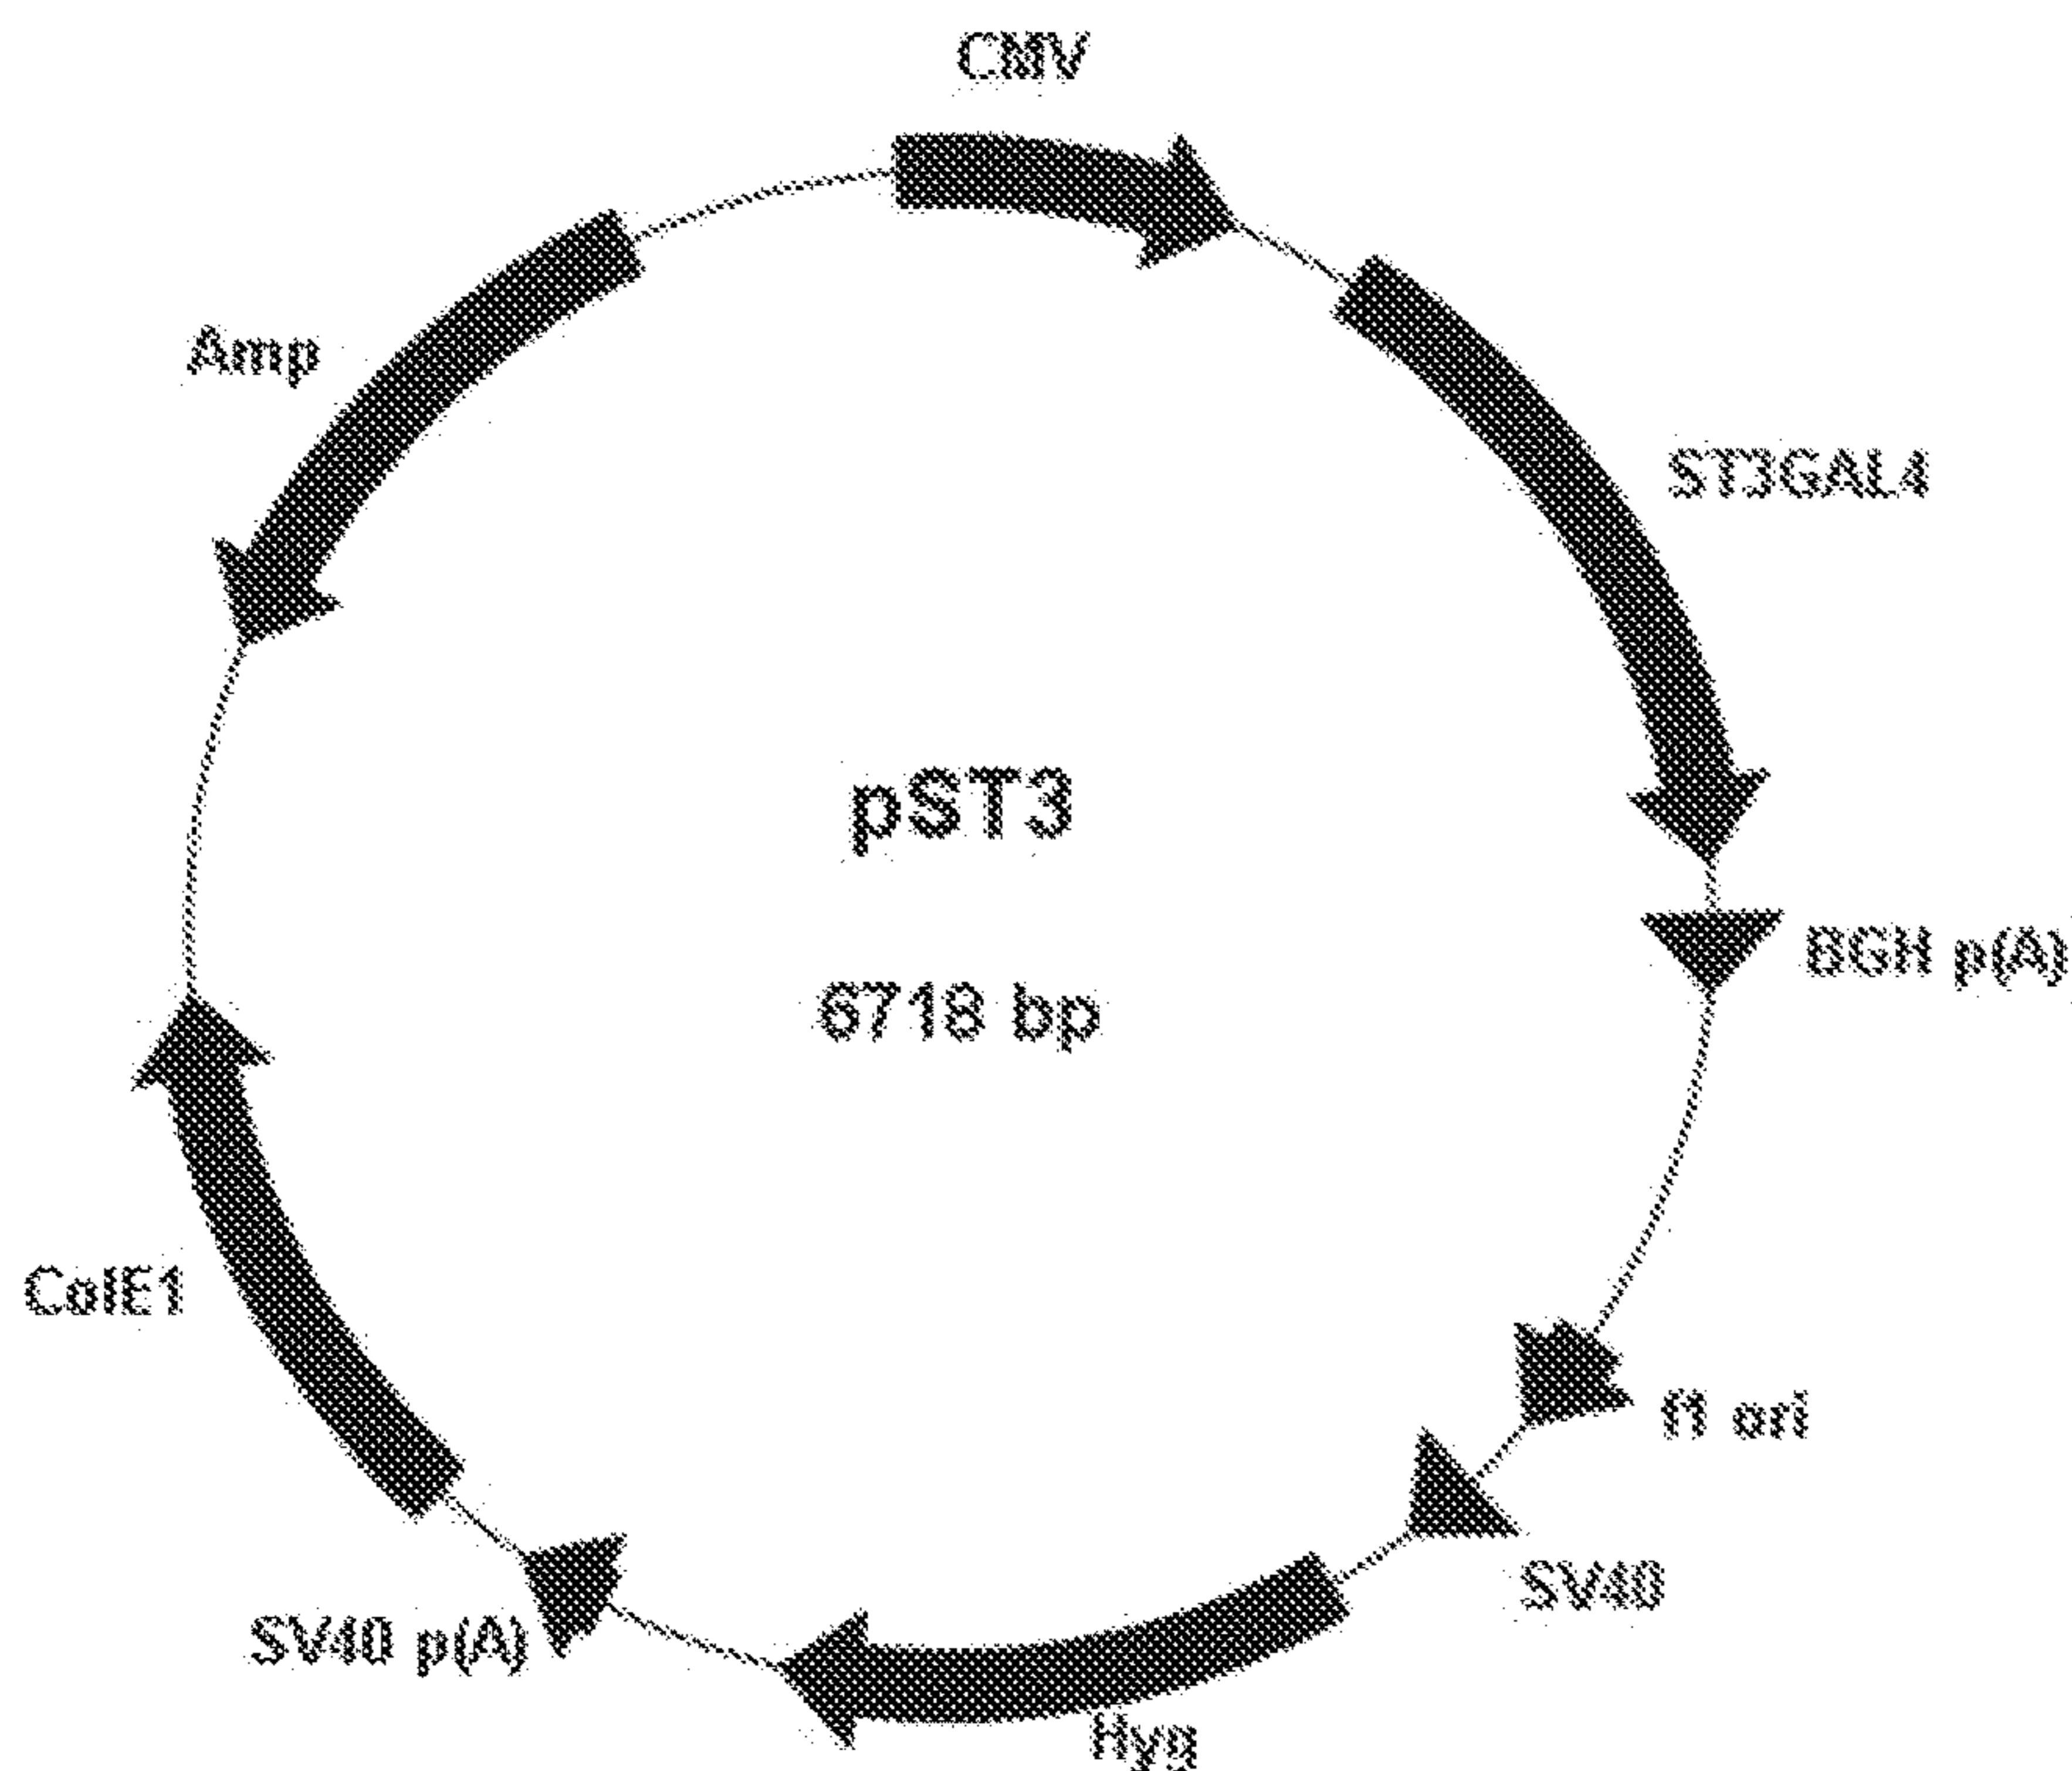 CMV
Amp
ST3GAL4
pST3
BGH p(A)
6718 bp
ColE1
f1 ori
SV40
SV40 p(A)
Hyg